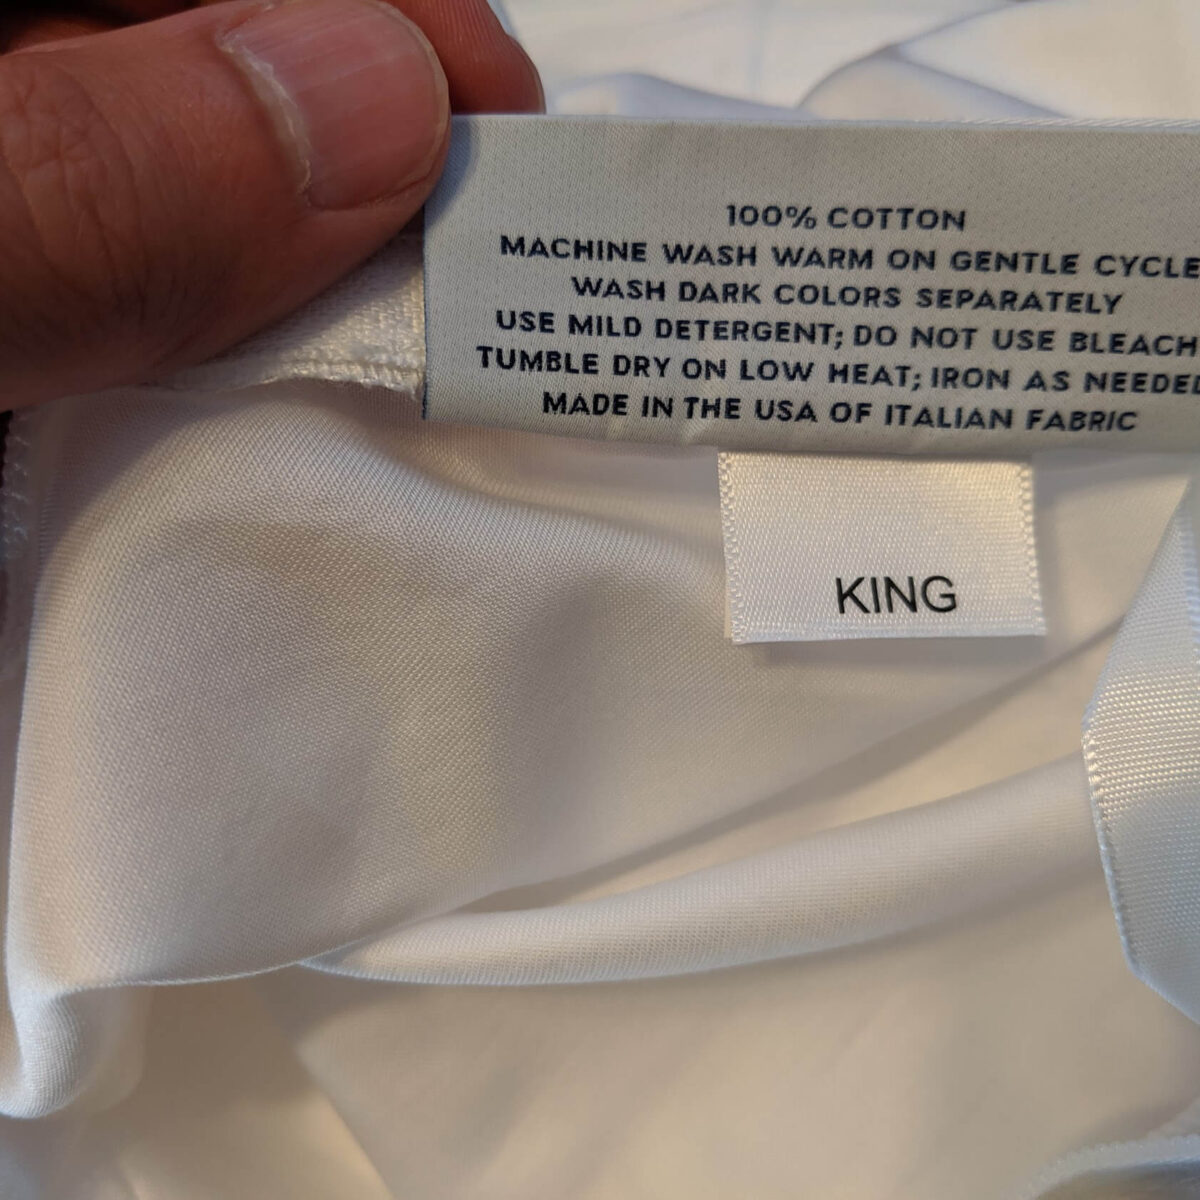 100% COTTON
MACHINE WASH WARM ON GENTLE CYCLE
WASH DARK COLORS SEPARATELY
USE MILD DETERGENT; DO NOT USE BLEACH
TUMBLE DRY ON LOW HEAT; IRON AS NEEDED
MADE IN THE USA OF ITALIAN FABRIC
KING